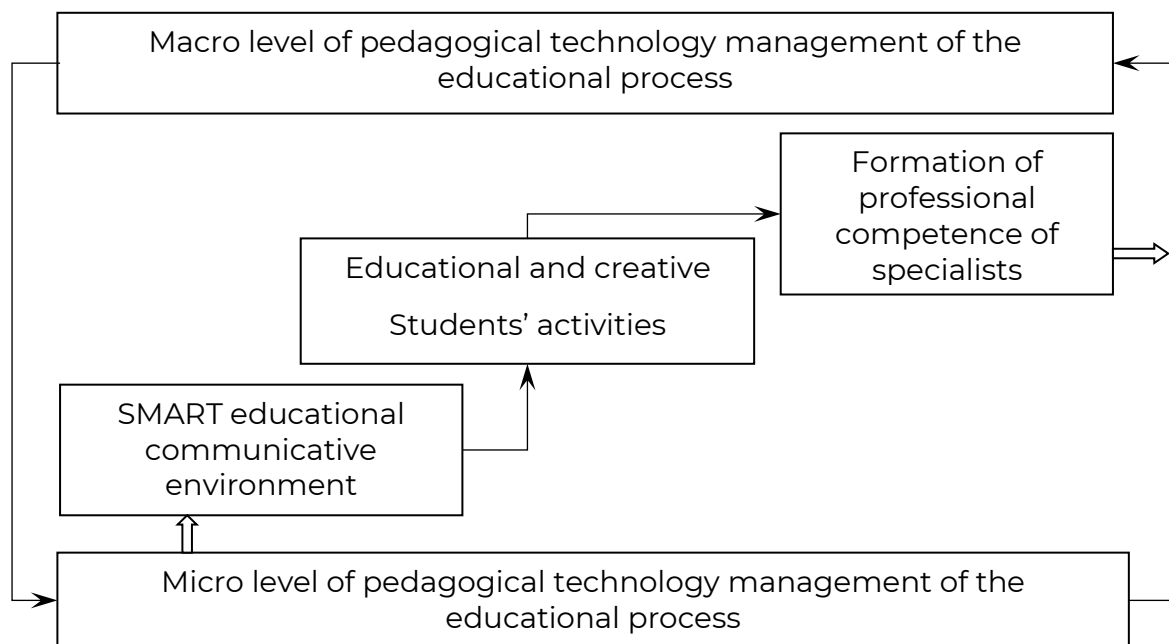 Macro level of pedagogical technology management of the
educational process
Formation of
professional
competence of
specialists
Educational and creative
Students’ activities
SMART educational
communicative
environment
Micro level of pedagogical technology management of the
educational process